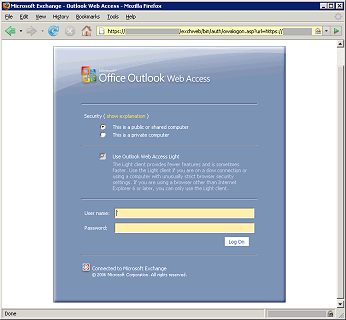 Microsoft Exchange - Outlook Web Access - Mozilla Firefox
File Edit View History Bookmarks Tools Help
https:// /exchweb/bin/auth/owalogon.asp?url=https://
Microsoft
Office Outlook Web Access
Security ( show explanation )
This is a public or shared computer
This is a private computer
Use Outlook Web Access Light
The Light client provides fewer features and is sometimes
faster. Use the Light client if you are on a slow connection or
using a computer with unusually strict browser security
settings. If you are using a browser other than Internet
Explorer 6 or later, you can only use the Light client.
User name:
Password:
Log On
Connected to Microsoft Exchange
© 2006 Microsoft Corporation. All rights reserved.
Done